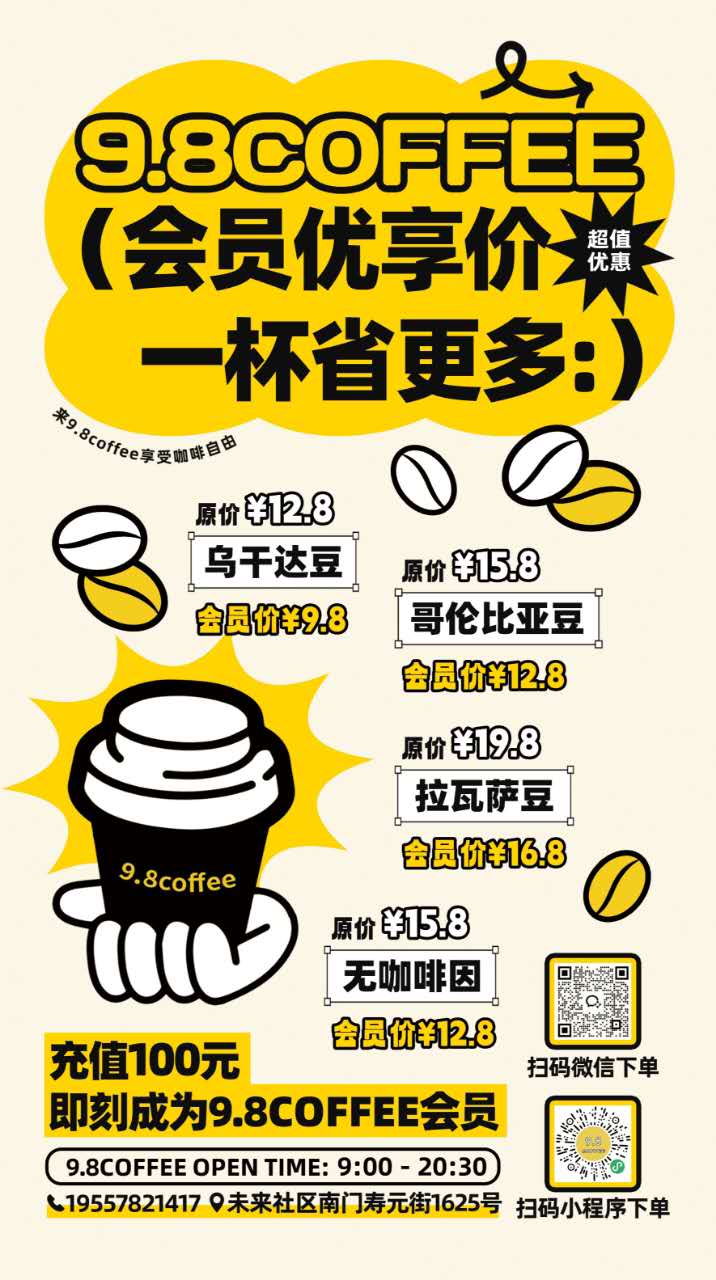 9.8COFFEE
(会员优享价
超值
优惠
一杯省更多:)
来9.8coffee享受咖啡自由
原价 ¥12.8
乌干达豆
会员价¥9.8
原价 ¥15.8
哥伦比亚豆
会员价¥12.8
原价 ¥19.8
拉瓦萨豆
会员价¥16.8
9.8coffee
原价 ¥15.8
无咖啡因
会员价¥12.8
扫码微信下单
充值100元
即刻成为9.8COFFEE会员
9.8COFFEE OPEN TIME: 9:00 - 20:30
19557821417 未来社区南门寿元街1625号
9.8
扫码小程序下单